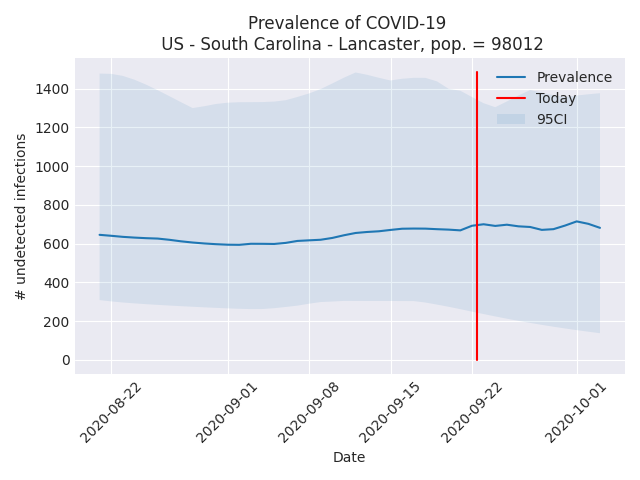 Prevalence of COVID-19
US - South Carolina - Lancaster, pop. = 98012
Prevalence
Today
95CI
# undetected infections
1400
1200
1000
800
600
400
200
0
2020-08-22
2020-09-01
2020-09-08
2020-09-15
2020-09-22
2020-10-01
Date